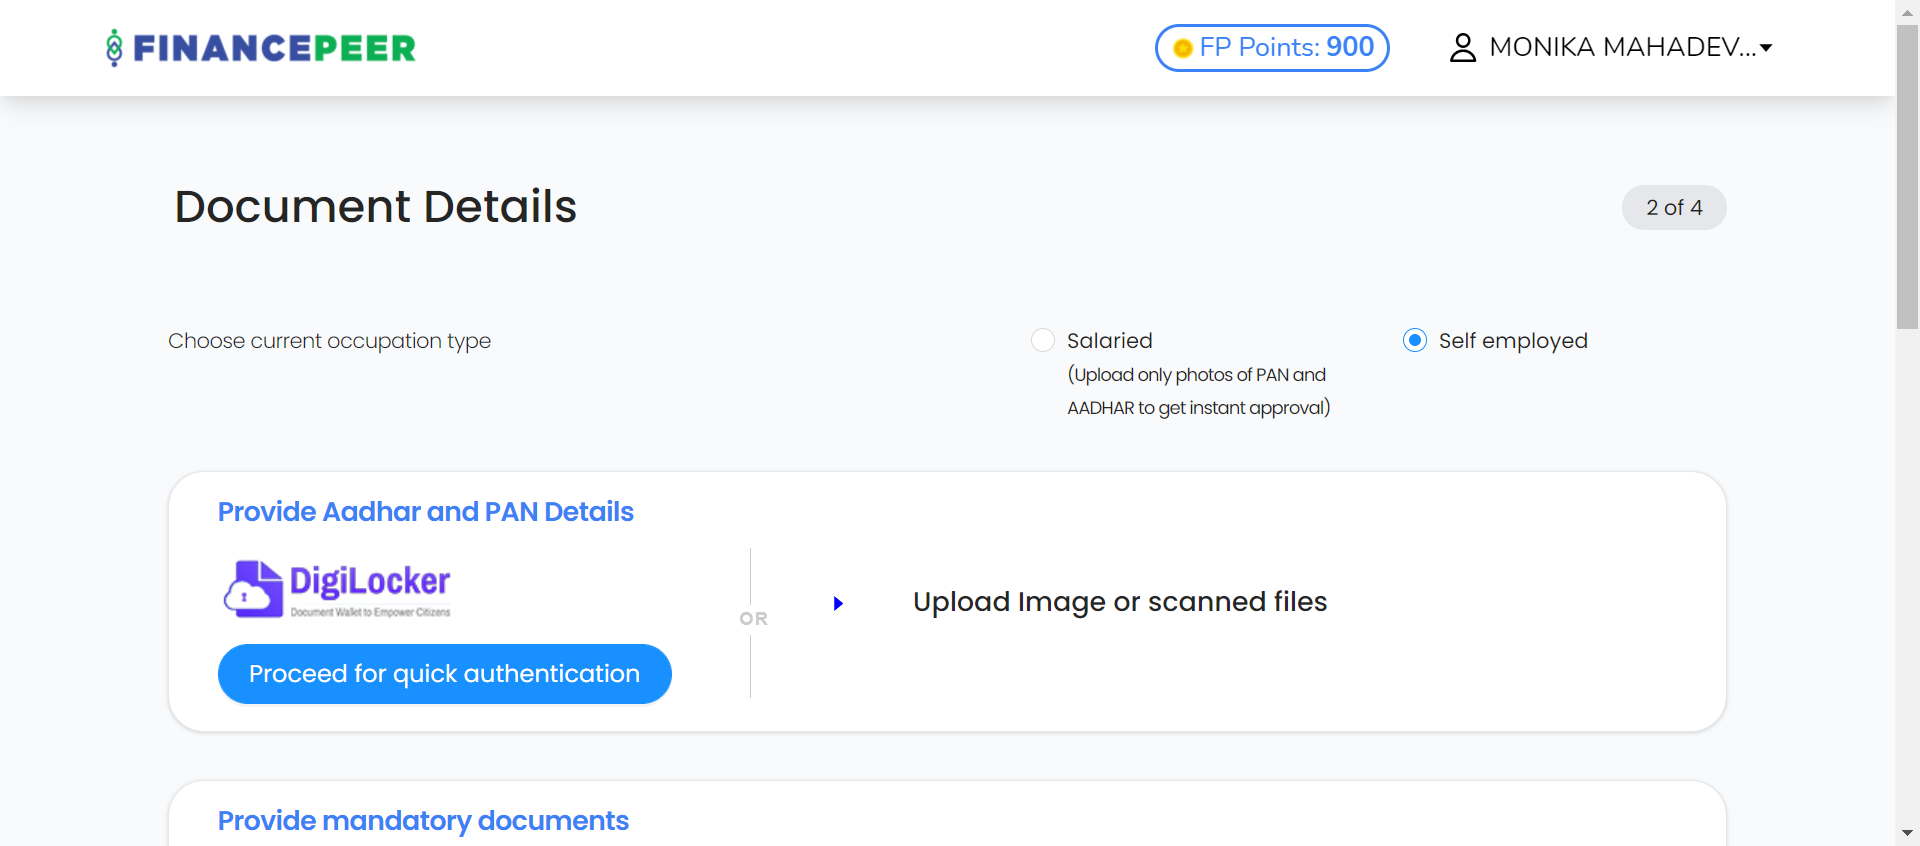 FINANCEPEER
FP Points: 900
MONIKA MAHADEV...
Document Details
2 of 4
Choose current occupation type
Salaried
(Upload only photos of PAN and
AADHAR to get instant approval)
Self employed
Provide Aadhar and PAN Details
DigiLocker
Document Wallet to Empower Citizens
Proceed for quick authentication
OR
Upload Image or scanned files
Provide mandatory documents